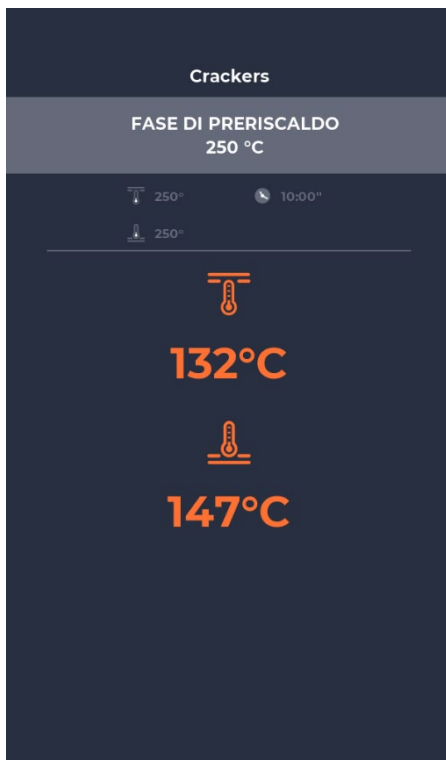 Crackers
FASE DI PRERISCALDO
250 °C
250° 10:00"
250°
132°C
147°C